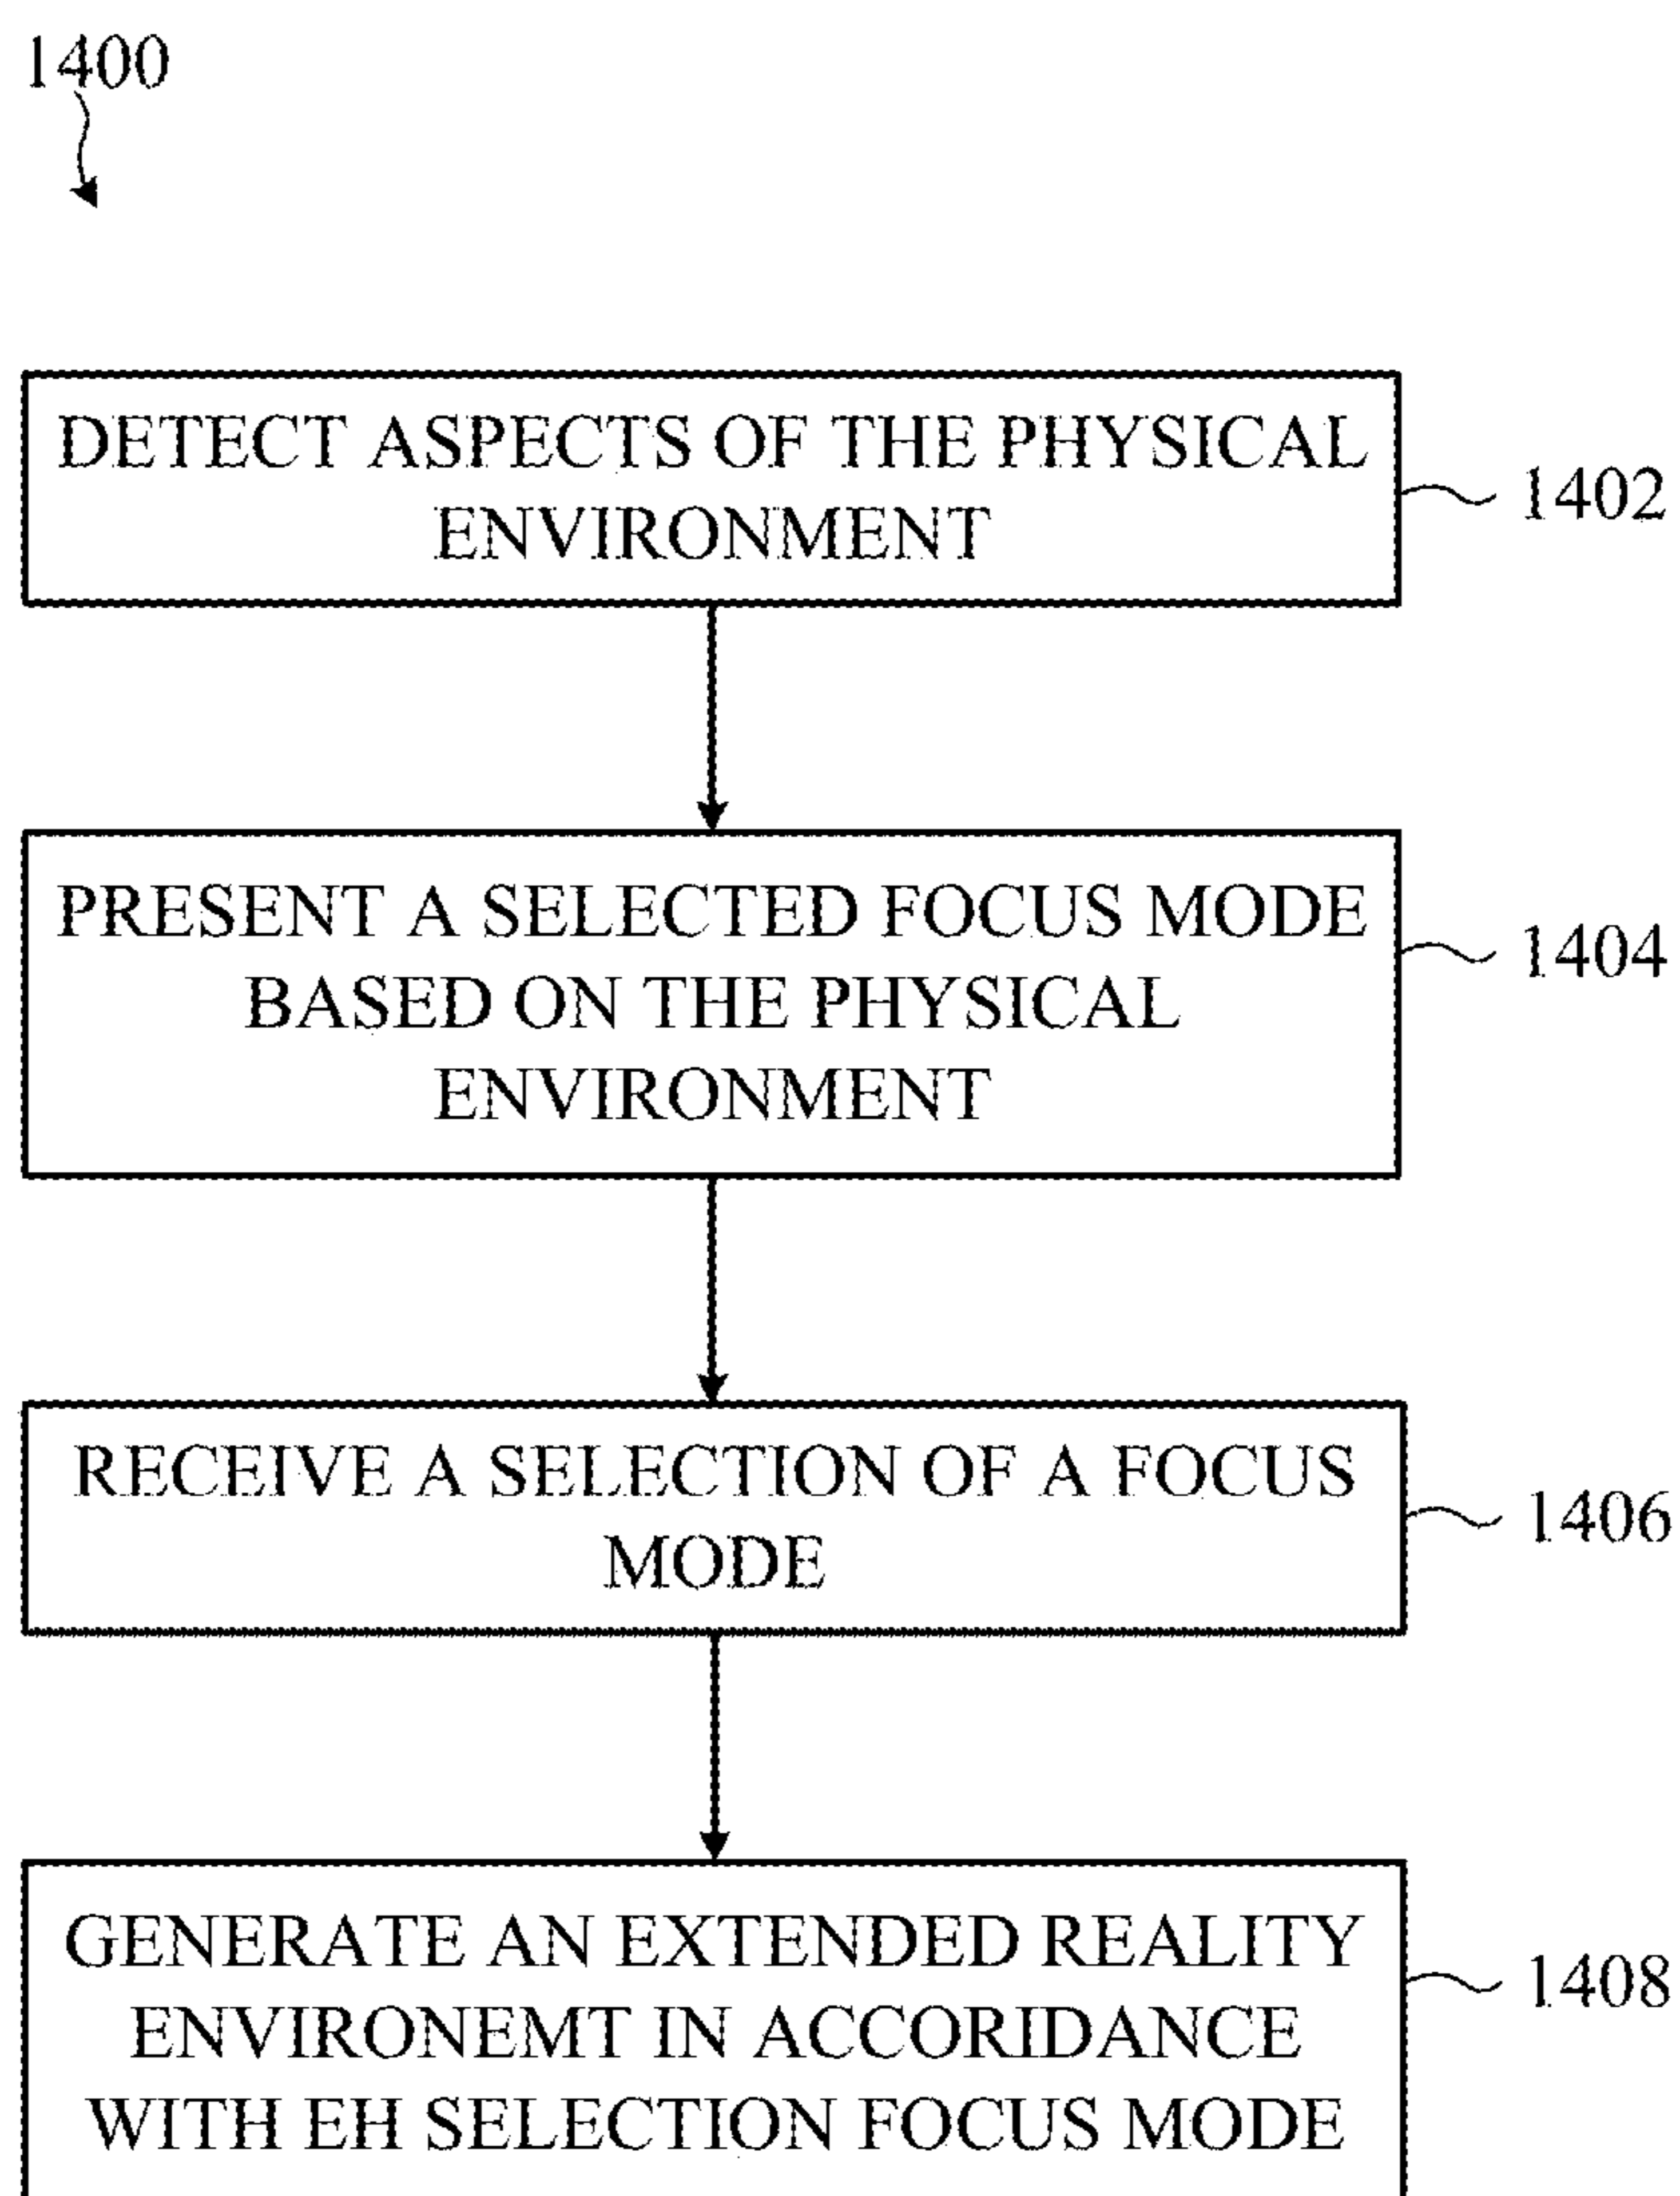 1400
DETECT ASPECTS OF THE PHYSICAL
ENVIRONMENT
1402
PRESENT A SELECTED FOCUS MODE
BASED ON THE PHYSICAL
ENVIRONMENT
1404
RECEIVE A SELECTION OF A FOCUS
MODE
1406
GENERATE AN EXTENDED REALITY
ENVIRONEMT IN ACCORIDANCE
WITH EH SELECTION FOCUS MODE
1408